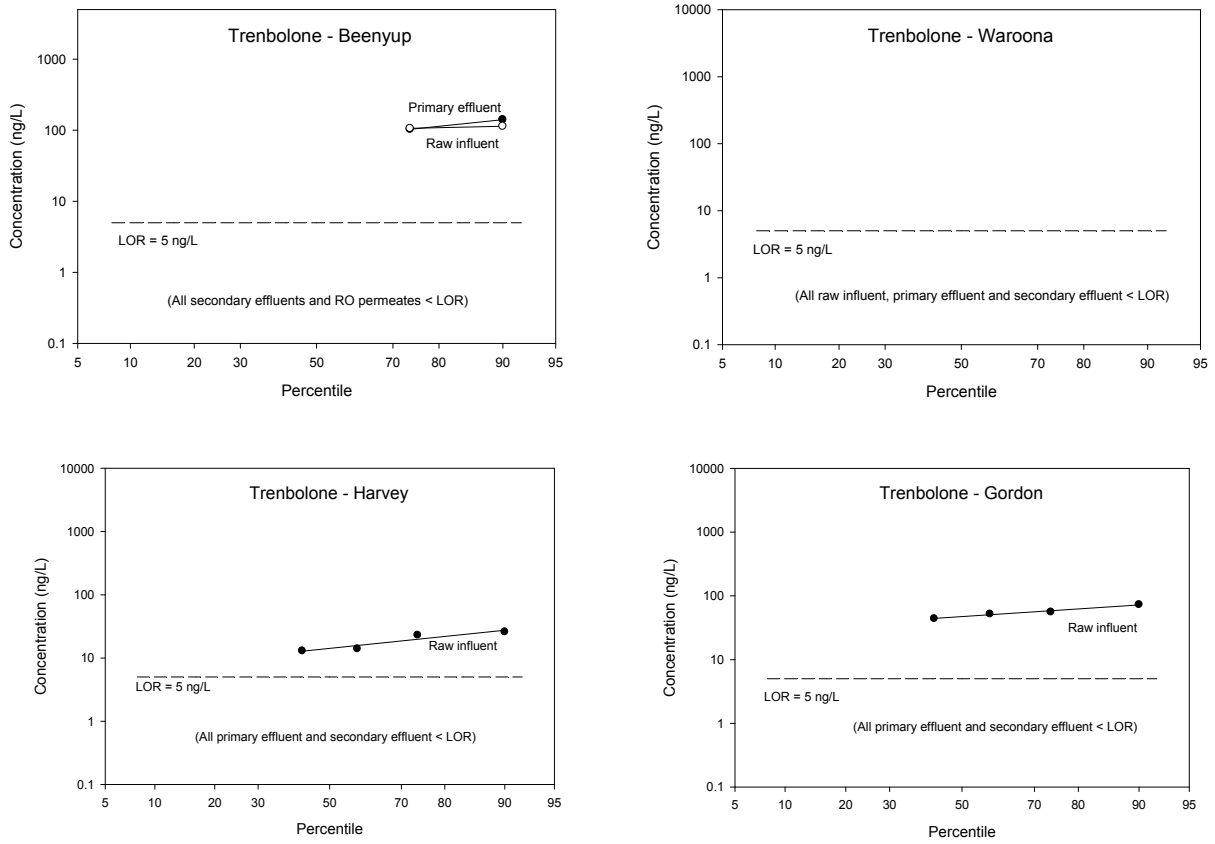 Trenbolone - Beenyup
Concentration (ng/L)
1000
100
10
1
0.1
Primary effluent
Raw influent
LOR = 5 ng/L
(All secondary effluents and RO permeates < LOR)
5 10 20 30 50 70 90 95
Percentile
Trenbolone - Waroona
Concentration (ng/L)
10000
1000
100
10
1
0.1
LOR = 5 ng/L
(All raw influent, primary effluent and secondary effluent < LOR)
5 10 20 30 50 70 80 90 95
Percentile
Trenbolone - Harvey
Concentration (ng/L)
10000
1000
100
10
1
0.1
Raw influent
LOR = 5 ng/L
(All primary effluent and secondary effluent < LOR)
5 10 20 30 50 70 80 90 95
Percentile
Trenbolone - Gordon
Concentration (ng/L)
10000
1000
100
10
1
0.1
Raw influent
LOR = 5 ng/L
(All primary effluent and secondary effluent < LOR)
5 10 20 30 50 70 80 90 95
Percentile